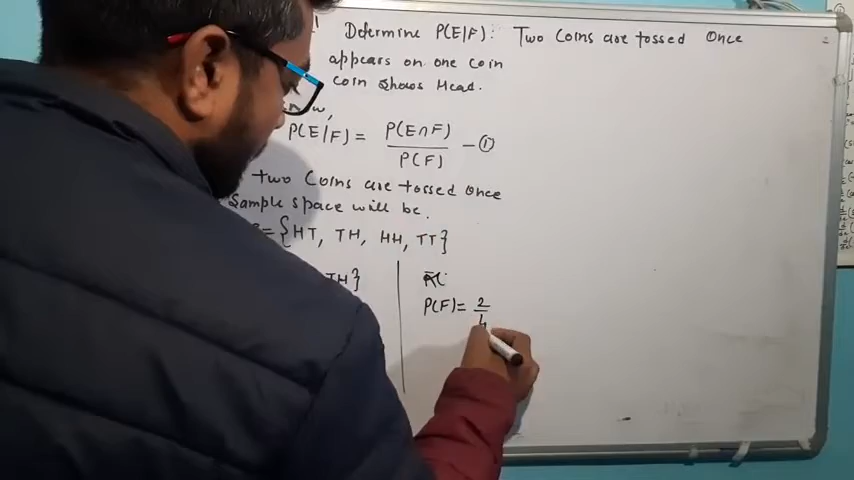 Determine P(E/F): Two Coins are tossed Once
appears on one coin
coin shows Head.
P(E/F) = P(E∩F) / P(F) — ①
two Coins are tossed Once
Sample space will be.
= {HT, TH, HH, TT}
TH}
P(F) = 2/4